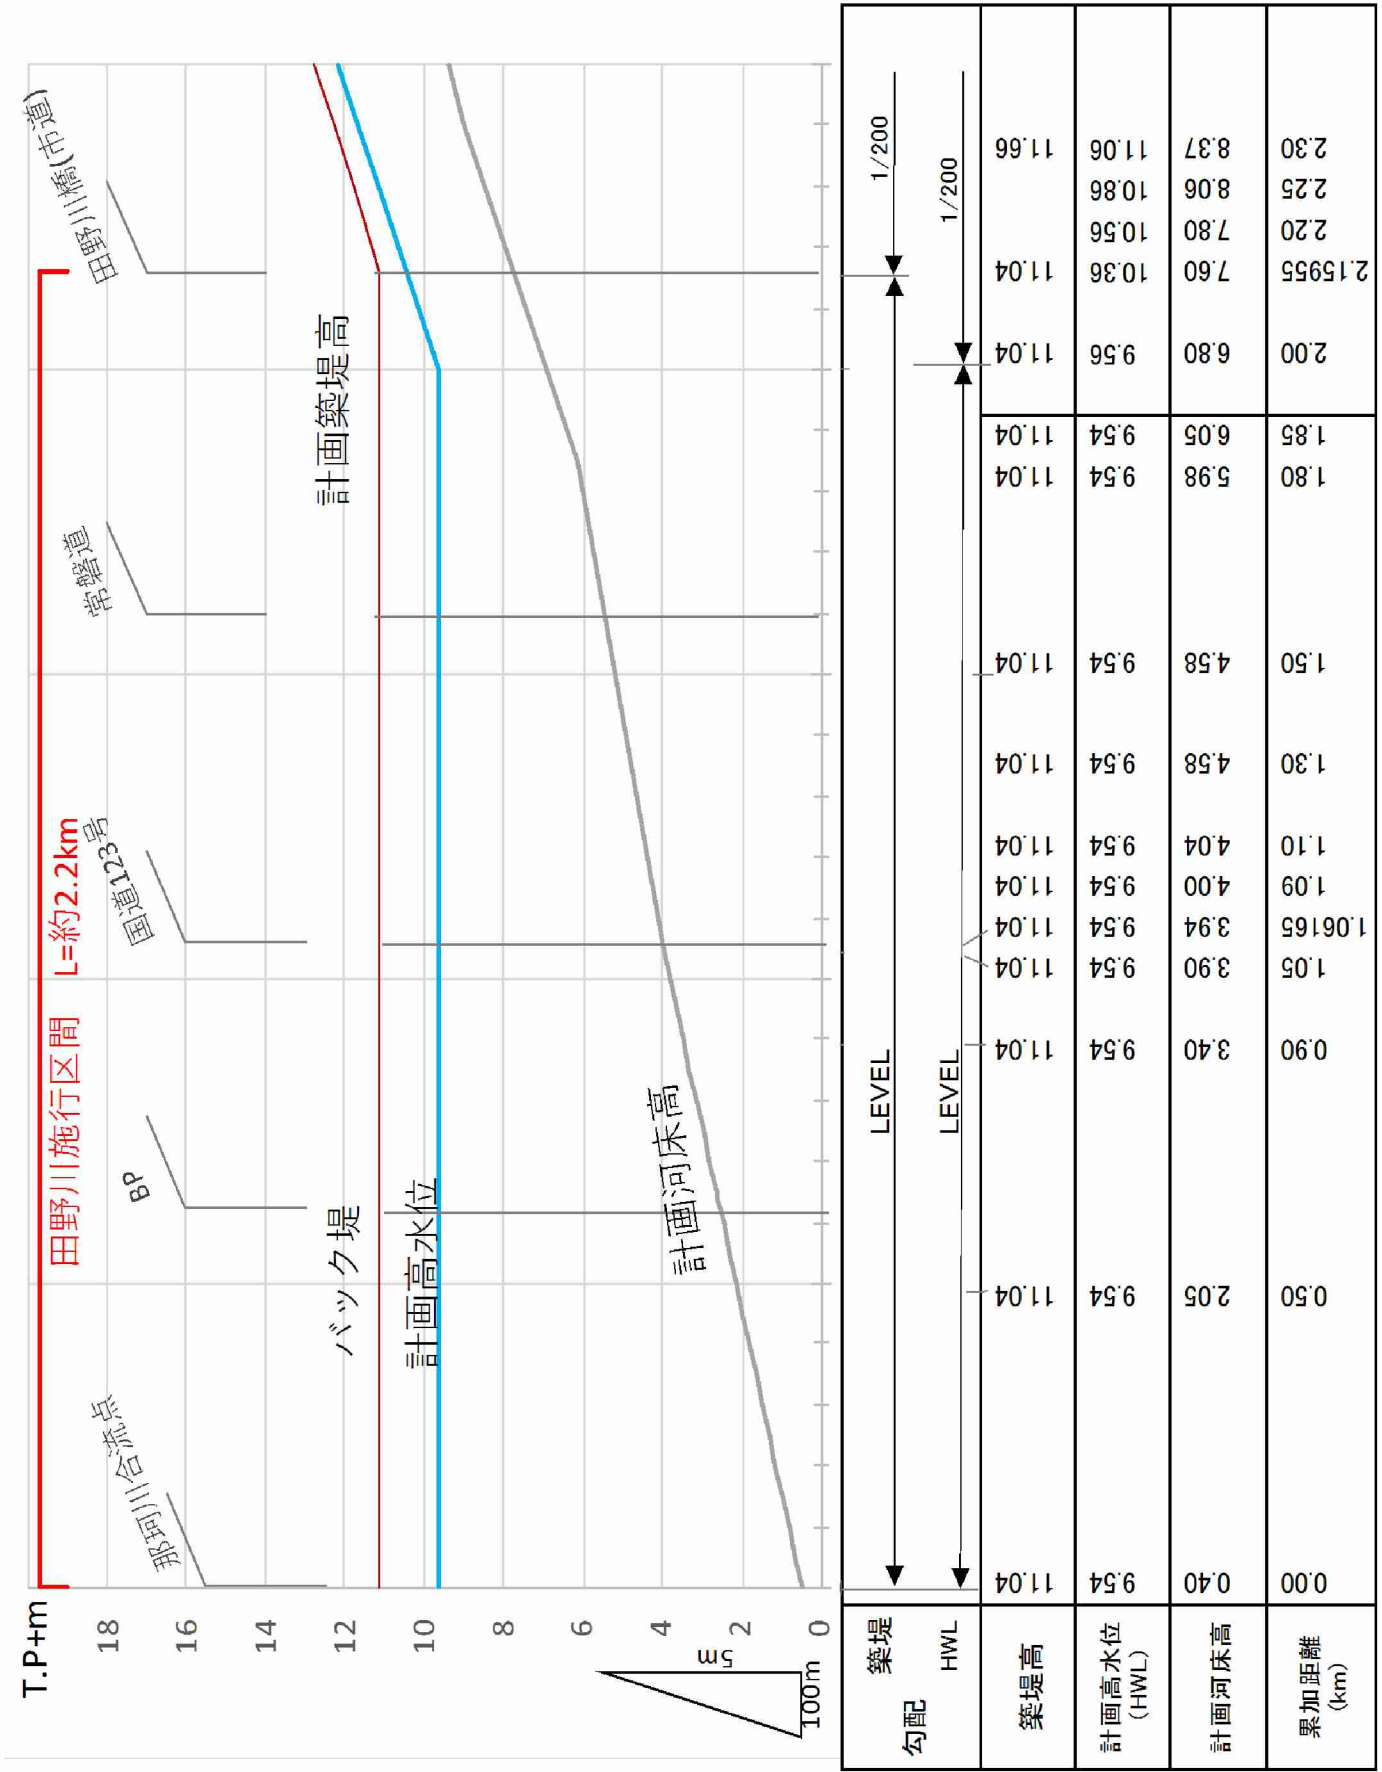 T.P+m
田野川施行区間 L=約2.2km
那珂川合流点
BP
国道123号
常磐道
田野川橋(市道)
18
16
14
12
10
8
6
4
2
0
バック堤
計画築堤高
計画高水位
計画河床高
5m
100m
勾配
築堤
LEVEL
1/200
HWL
LEVEL
1/200
築堤高
11.04 11.04 11.04 11.04 11.04 11.04 11.04 11.04 11.04 11.04 11.04 11.04 11.04 11.66
計画高水位
(HWL)
9.54 9.54 9.54 9.54 9.54 9.54 9.54 9.54 9.54 9.54 9.54 9.56 10.36 10.56 10.86 11.06
計画河床高
0.40 2.05 3.40 3.90 3.94 4.00 4.04 4.58 4.58 5.98 6.05 6.80 7.60 7.80 8.06 8.37
累加距離
(km)
0.00 0.50 0.90 1.05 1.06165 1.09 1.10 1.30 1.50 1.80 1.85 2.00 2.15955 2.20 2.25 2.30